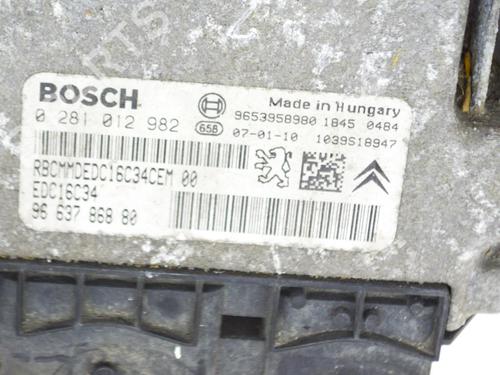 BOSCH
Made in Hungary
0 281 012 982
9653958980 1845 0484
658
07-01-10
1039S18947
RBCMMDEDC16C34CEM 00
EDC16C34
96 637 868 80